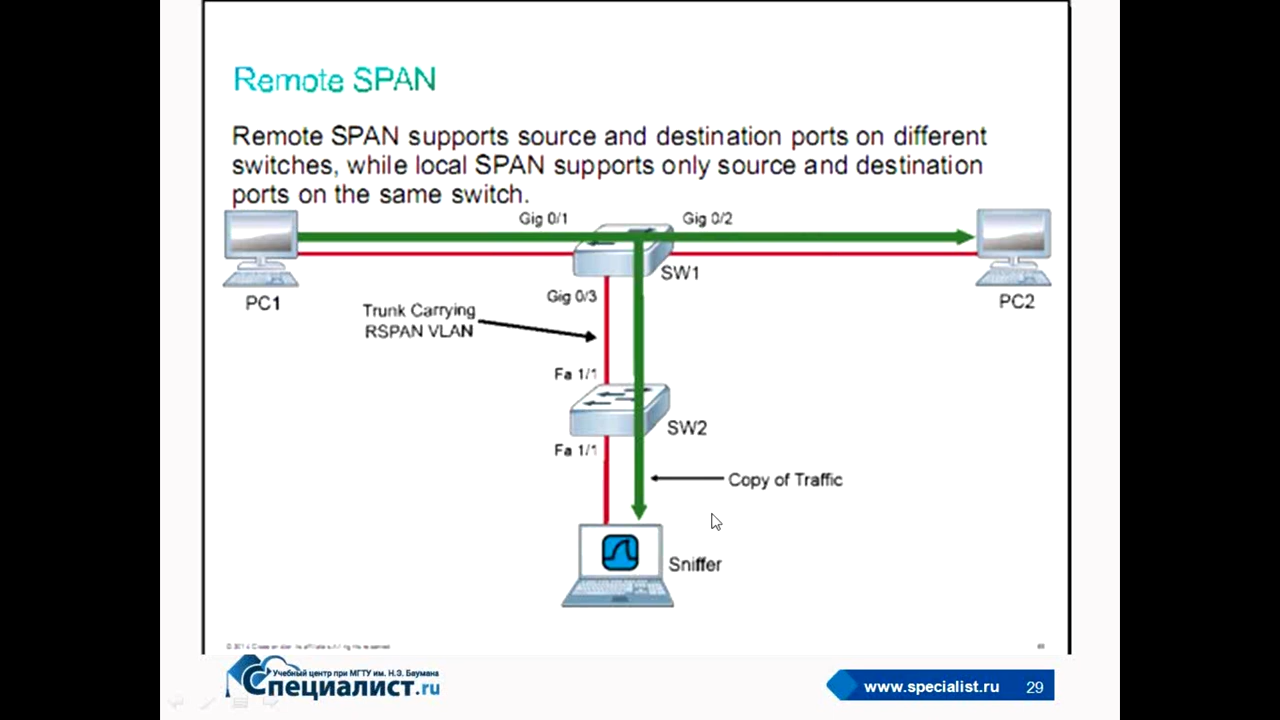 Remote SPAN
Remote SPAN supports source and destination ports on different
switches, while local SPAN supports only source and destination
ports on the same switch.
Gig 0/1
Gig 0/2
SW1
PC1
PC2
Gig 0/3
Trunk Carrying
RSPAN VLAN
Fa 1/1
SW2
Fa 1/1
Copy of Traffic
Sniffer
Учебный центр при МГТУ им. Н.Э. Баумана
Специалист.ru
www.specialist.ru
29